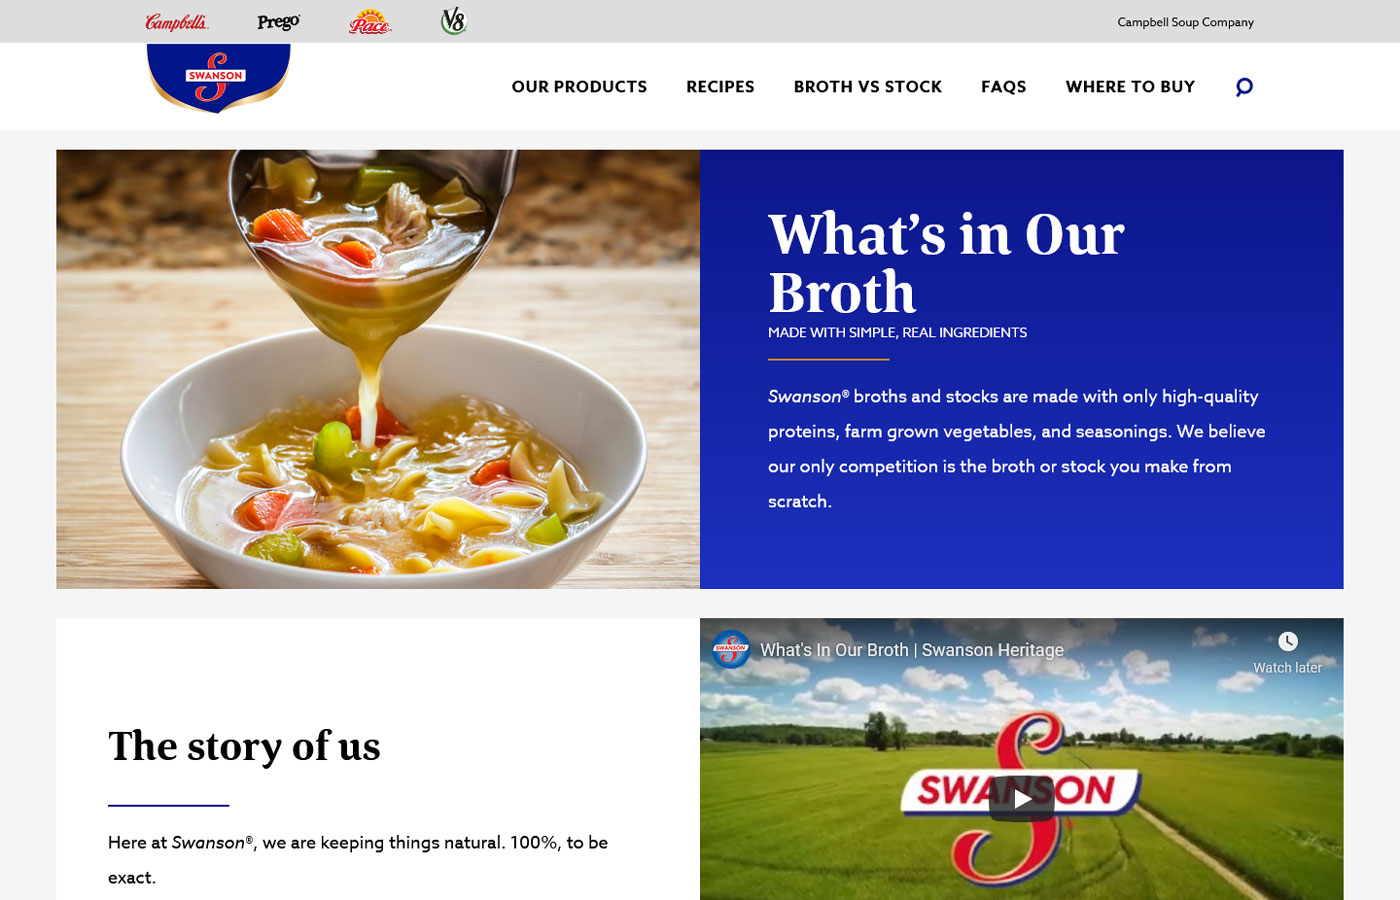 Campbell's Prego Pace V8 Campbell Soup Company
SWANSON
OUR PRODUCTS RECIPES BROTH VS STOCK FAQS WHERE TO BUY
What's in Our
Broth
MADE WITH SIMPLE, REAL INGREDIENTS
Swanson® broths and stocks are made with only high-quality
proteins, farm grown vegetables, and seasonings. We believe
our only competition is the broth or stock you make from
scratch.
SWANSON
What's In Our Broth | Swanson Heritage
Watch later
SWANSON
The story of us
Here at Swanson®, we are keeping things natural. 100%, to be
exact.